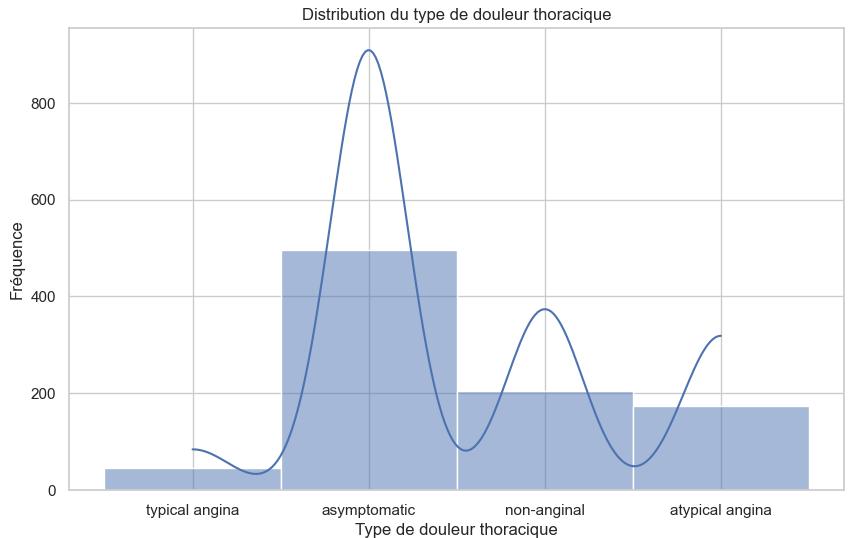 Distribution du type de douleur thoracique
Fréquence
800
600
400
200
0
typical angina asymptomatic non-anginal atypical angina
Type de douleur thoracique